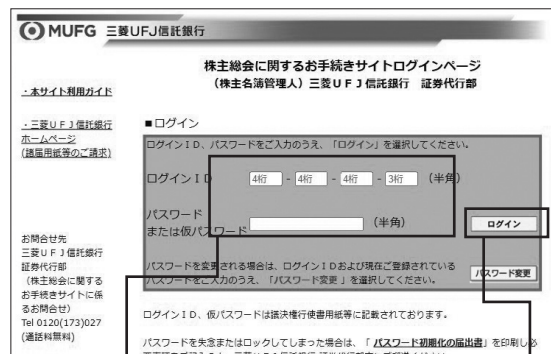 MUFG 三菱UFJ信託銀行
株主総会に関するお手続きサイトログインページ
(株主名簿管理人)三菱UFJ信託銀行 証券代行部
・本サイト利用ガイド
・三菱UFJ信託銀行
ホームページ
(諸届用紙等のご請求)
お問合せ先
三菱UFJ信託銀行
証券代行部
(株主総会に関する
お手続きサイトに係
るお問合せ)
Tel 0120(173)027
(通話料無料)
■ログイン
ログインID、パスワードをご入力のうえ、「ログイン」を選択してください。
ログインID 4桁 - 4桁 - 4桁 - 3桁 (半角)
パスワード
または仮パスワード (半角)
ログイン
パスワードを変更される場合は、ログインIDおよび現在ご登録されている
パスワードをご入力のうえ、「パスワード変更」を選択してください。
パスワード変更
ログインID、仮パスワードは議決権行使書用紙等に記載されております。
パスワードを失念またはロックしてしまった場合は、「パスワード初期化の届出書」を印刷し必